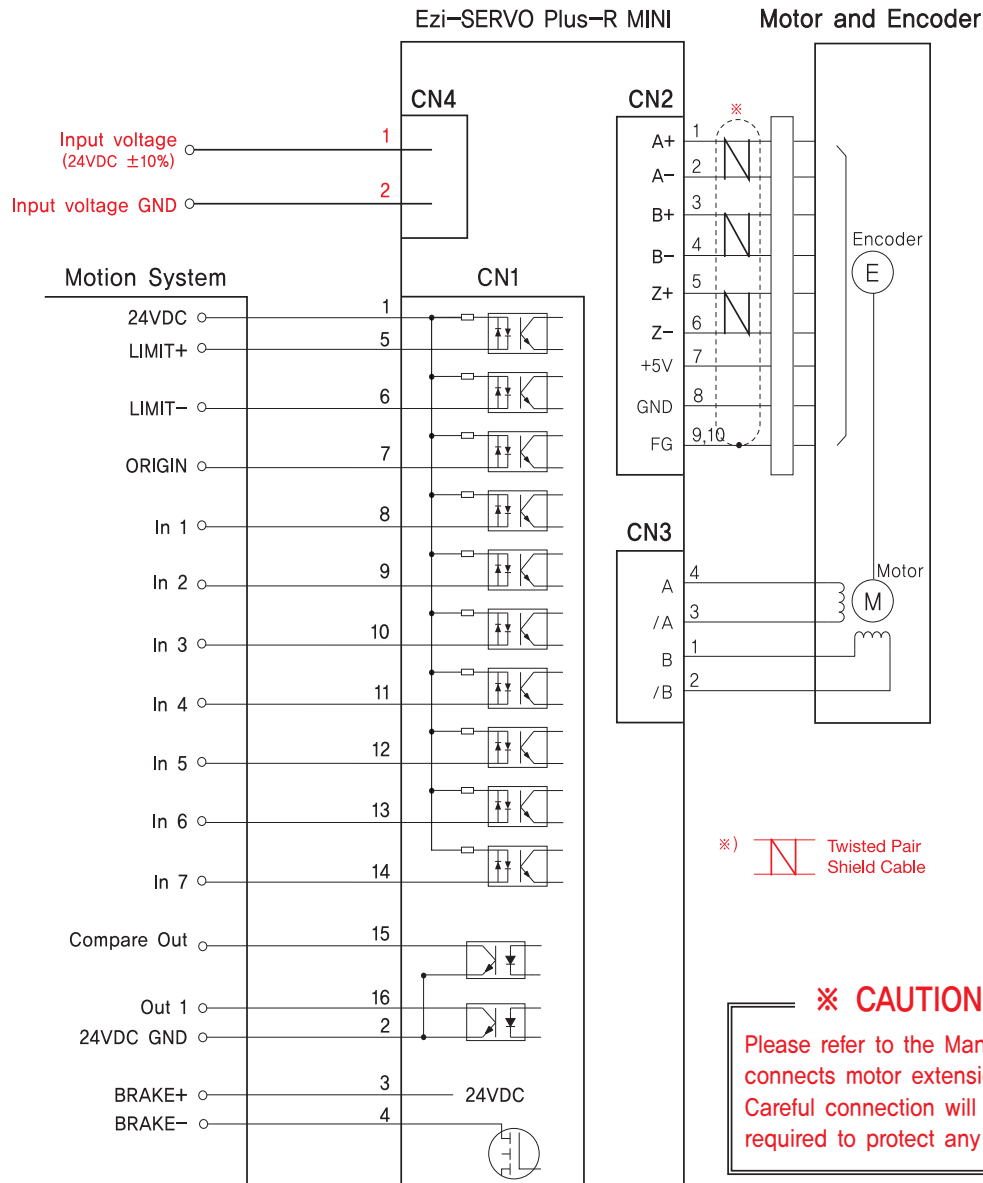 Ezi-SERVO Plus-R MINI
Motor and Encoder
CN4
Input voltage
(24VDC ±10%)
1
Input voltage GND
2
CN2
※
A+ 1
A- 2
B+ 3
B- 4
Z+ 5
Z- 6
+5V 7
GND 8
FG 9,10
Encoder
E
Motion System
CN1
24VDC 1
LIMIT+ 5
LIMIT- 6
ORIGIN 7
In 1 8
In 2 9
In 3 10
In 4 11
In 5 12
In 6 13
In 7 14
Compare Out 15
Out 1 16
24VDC GND 2
BRAKE+ 3 24VDC
BRAKE- 4
CN3
A 4
/A 3
B 1
/B 2
Motor
M
※) Twisted Pair
Shield Cable
※ CAUTION
Please refer to the Man
connects motor extensi
Careful connection will
required to protect any